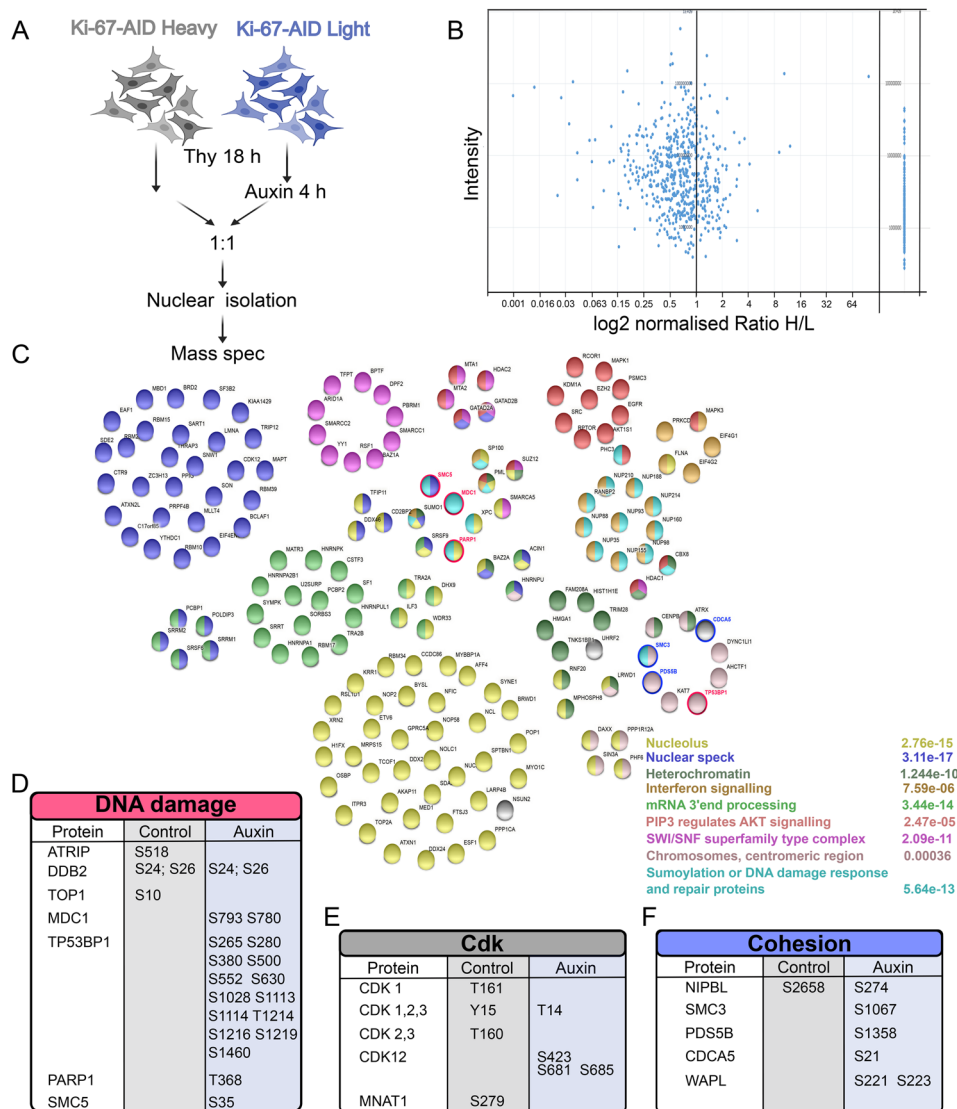 A
Ki-67-AID Heavy
Ki-67-AID Light
Thy 18 h
Auxin 4 h
1:1
Nuclear isolation
Mass spec
B
Intensity
0.001 0.016 0.03 0.063 0.15 0.25 0.5 1 2 4 8 16 32 64
log2 normalised Ratio H/L
C
MBD1
BRD2
SF3B2
KIAA1429
EAF1
RBM15
SART1
LMNA
TRIP12
SDE2
SNW1
CDK12
MAPT
CTR9
ZC3H13
SON
RBM39
ATXN2L
PRPF4B
MLLT4
BCLAF1
YTHDC1
RBM10
TFPT
BPTF
DPF2
ARID1A
PBRM1
SMARCC2
SMARCC1
YY1
RSF1
BAZ1A
MTA1
HDAC2
MTA2
GATAD2A
GATAD2B
RCOR1
MAPK1
KDM1A
EZH2
PSMC3
SRC
EGFR
RPTOR
AKT1S1
PHC3
PRKCD
MAPK3
EIF4G1
FLNA
EIF4G2
SP100
SUZ12
PML
SMC5
MDC1
SMARCA5
TFIP11
SUMO1
XPC
DDX46
SRSF9
PARP1
NUP210
NUP188
RANBP2
NUP214
NUP88
NUP93
NUP160
NUP35
NUP155
NUP98
CBX8
BAZ2A
ACIN1
HNRNPU
HDAC1
MATR3
HNRNPK
CSTF3
HNRNPA2B1
U2SURP
PCBP2
SF1
SYMPK
SORBS3
HNRNPUL1
SRRT
TRA2B
HNRNPA1
RBM17
TRA2A
DHX9
ILF3
WDR33
PCBP1
POLDIP3
SRRM2
SRRM1
FAM208A
HIST1H1E
HMGA1
TRIM28
TNKS1BP1
UHRF2
CENPB
ATRX
CDCA5
SMC3
DYNC1LI1
PDS5B
AHCTF1
RNF20
LRWD1
KAT7
TP53BP1
MPHOSPH8
RBM34
CCDC86
MYBBP1A
KRR1
AFF4
NOP2
BYSL
NFIC
SYNE1
BRWD1
XRN2
ETV6
NOP58
NCL
H1FX
MRPS15
GPRC5A
POP1
TCOF1
NOLC1
SPTBN1
OSBP
DDX2
MYO1C
AKAP11
LARP4B
ITPR3
MED1
FTSJ3
NSUN2
TOP2A
PPP1CA
ATXN1
DDX24
ESF1
DAXX
PPP1R12A
SIN3A
PHF6
Nucleolus 2.76e-15
Nuclear speck 3.11e-17
Heterochromatin 1.244e-10
Interferon signalling 7.59e-06
mRNA 3'end processing 3.44e-14
PIP3 regulates AKT signalling 2.47e-05
SWI/SNF superfamily type complex 2.09e-11
Chromosomes, centromeric region 0.00036
Sumoylation or DNA damage response
and repair proteins 5.64e-13
D
DNA damage
Protein Control Auxin
ATRIP S518
DDB2 S24; S26 S24; S26
TOP1 S10
MDC1 S793 S780
TP53BP1 S265 S280
S380 S500
S552 S630
S1028 S1113
S1114 T1214
S1216 S1219
S1460
PARP1 T368
SMC5 S35
E
Cdk
Protein Control Auxin
CDK 1 T161
CDK 1,2,3 Y15 T14
CDK 2,3 T160
CDK12 S423
S681 S685
MNAT1 S279
F
Cohesion
Protein Control Auxin
NIPBL S2658 S274
SMC3 S1067
PDS5B S1358
CDCA5 S21
WAPL S221 S223